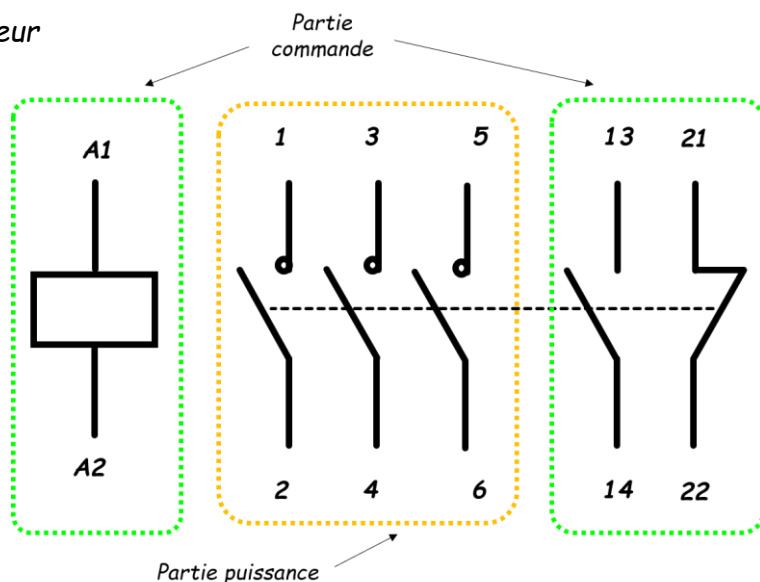 Partie
commande
eur
A1
1 3 5
13 21
A2
2 4 6
14 22
Partie puissance